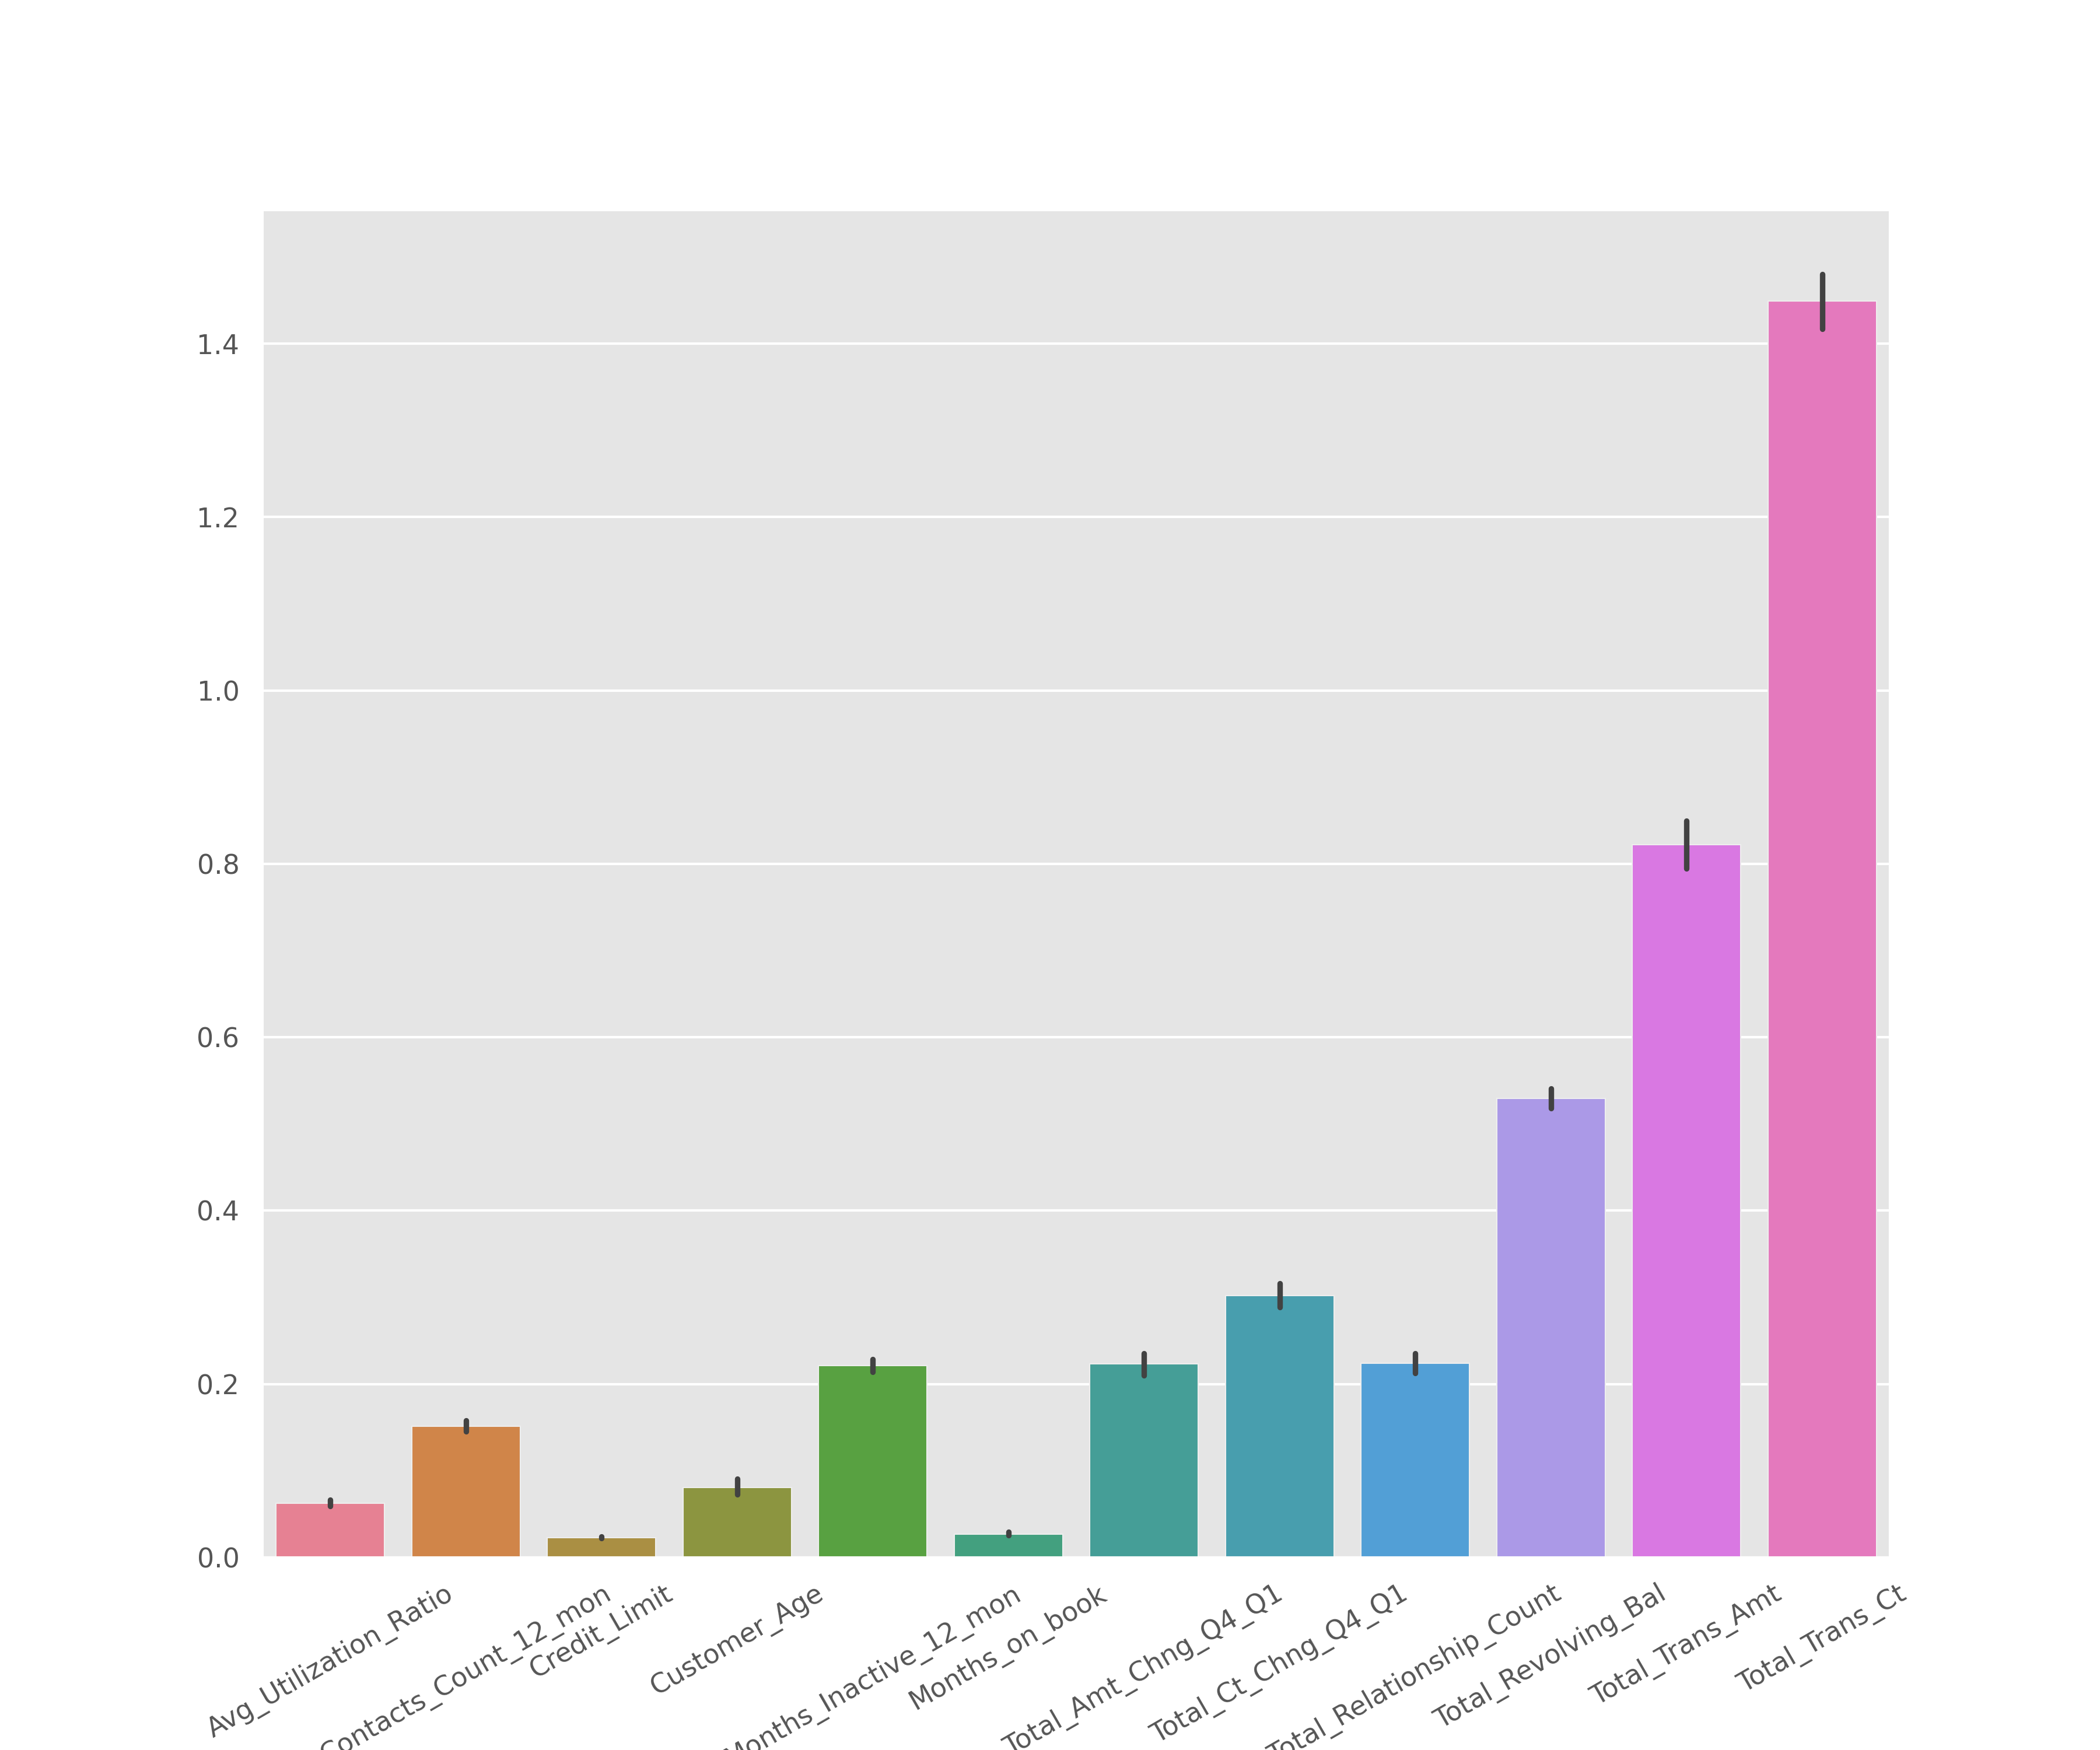 1.4
1.2
1.0
0.8
0.6
0.4
0.2
0.0
Avg_Utilization_Ratio
Contacts_Count_12_mon
Credit_Limit
Customer_Age
Months_Inactive_12_mon
Months_on_book
Total_Amt_Chng_Q4_Q1
Total_Ct_Chng_Q4_Q1
Total_Relationship_Count
Total_Revolving_Bal
Total_Trans_Amt
Total_Trans_Ct